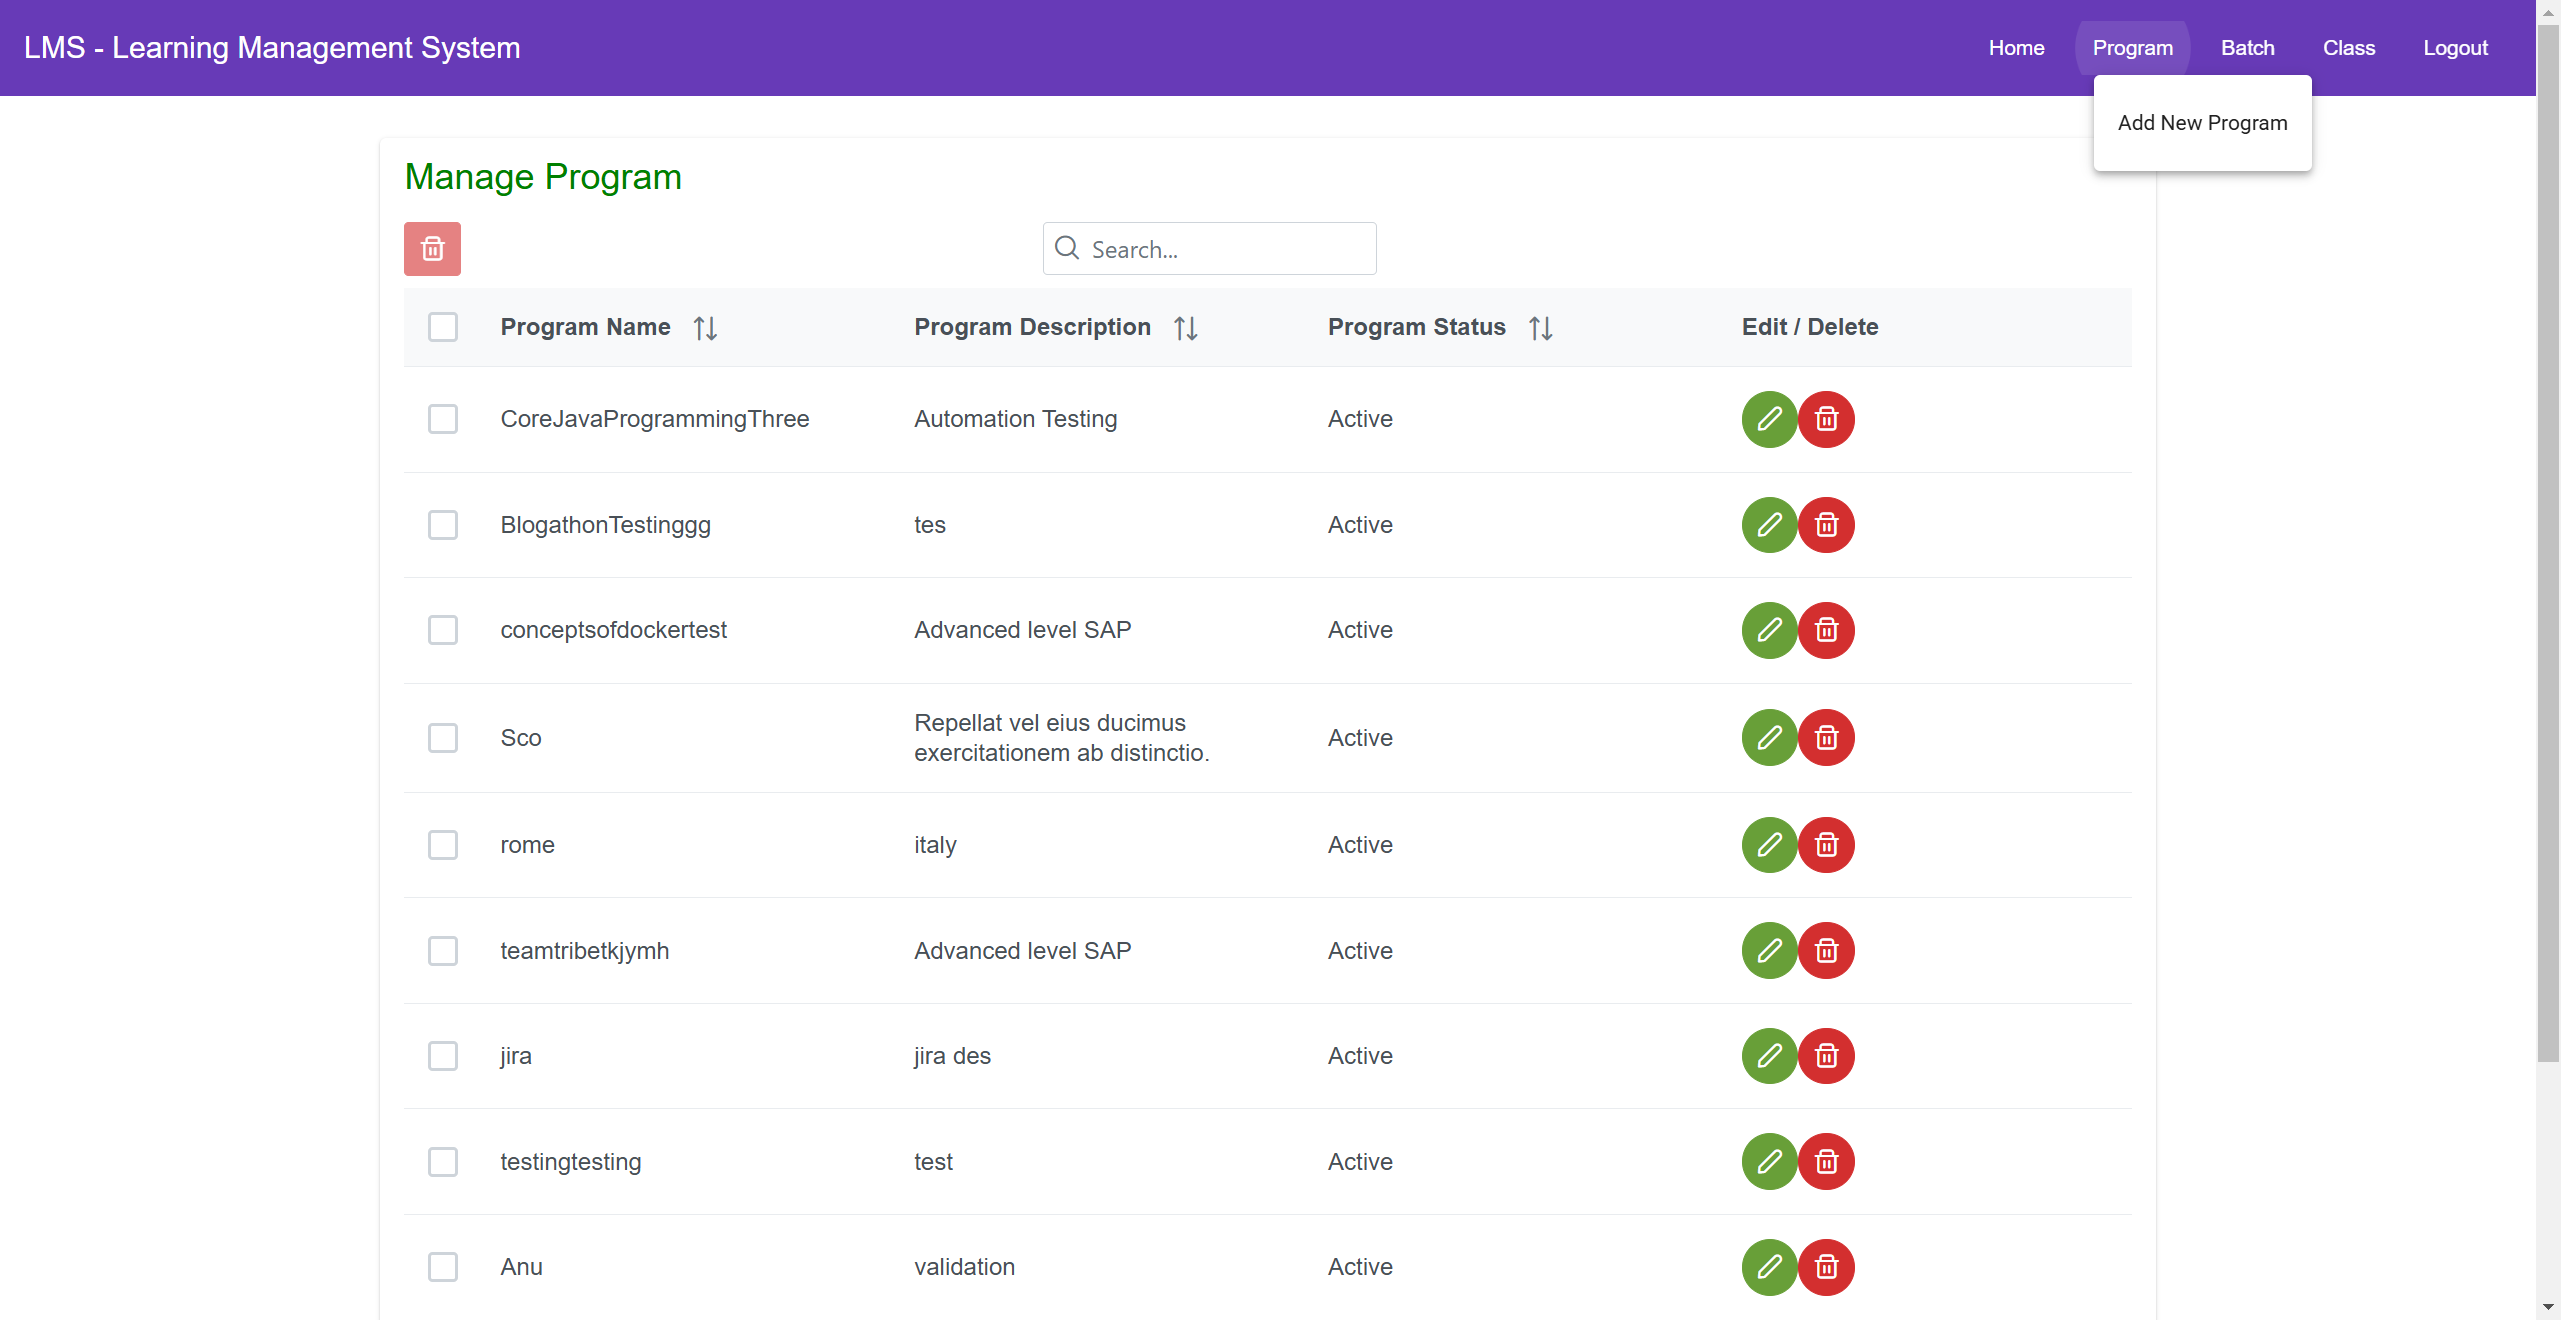 LMS - Learning Management System
Home Program Batch Class Logout
Add New Program
Manage Program
Search...
Program Name Program Description Program Status Edit / Delete
CoreJavaProgrammingThree Automation Testing Active
BlogathonTestinggg tes Active
conceptsofdockertest Advanced level SAP Active
Sco Repellat vel eius ducimus Active
exercitationem ab distinctio.
rome italy Active
teamtribetkjymh Advanced level SAP Active
jira jira des Active
testingtesting test Active
Anu validation Active